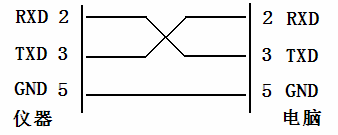 RXD 2 2 RXD
TXD 3 3 TXD
GND 5 5 GND
仪器 电脑